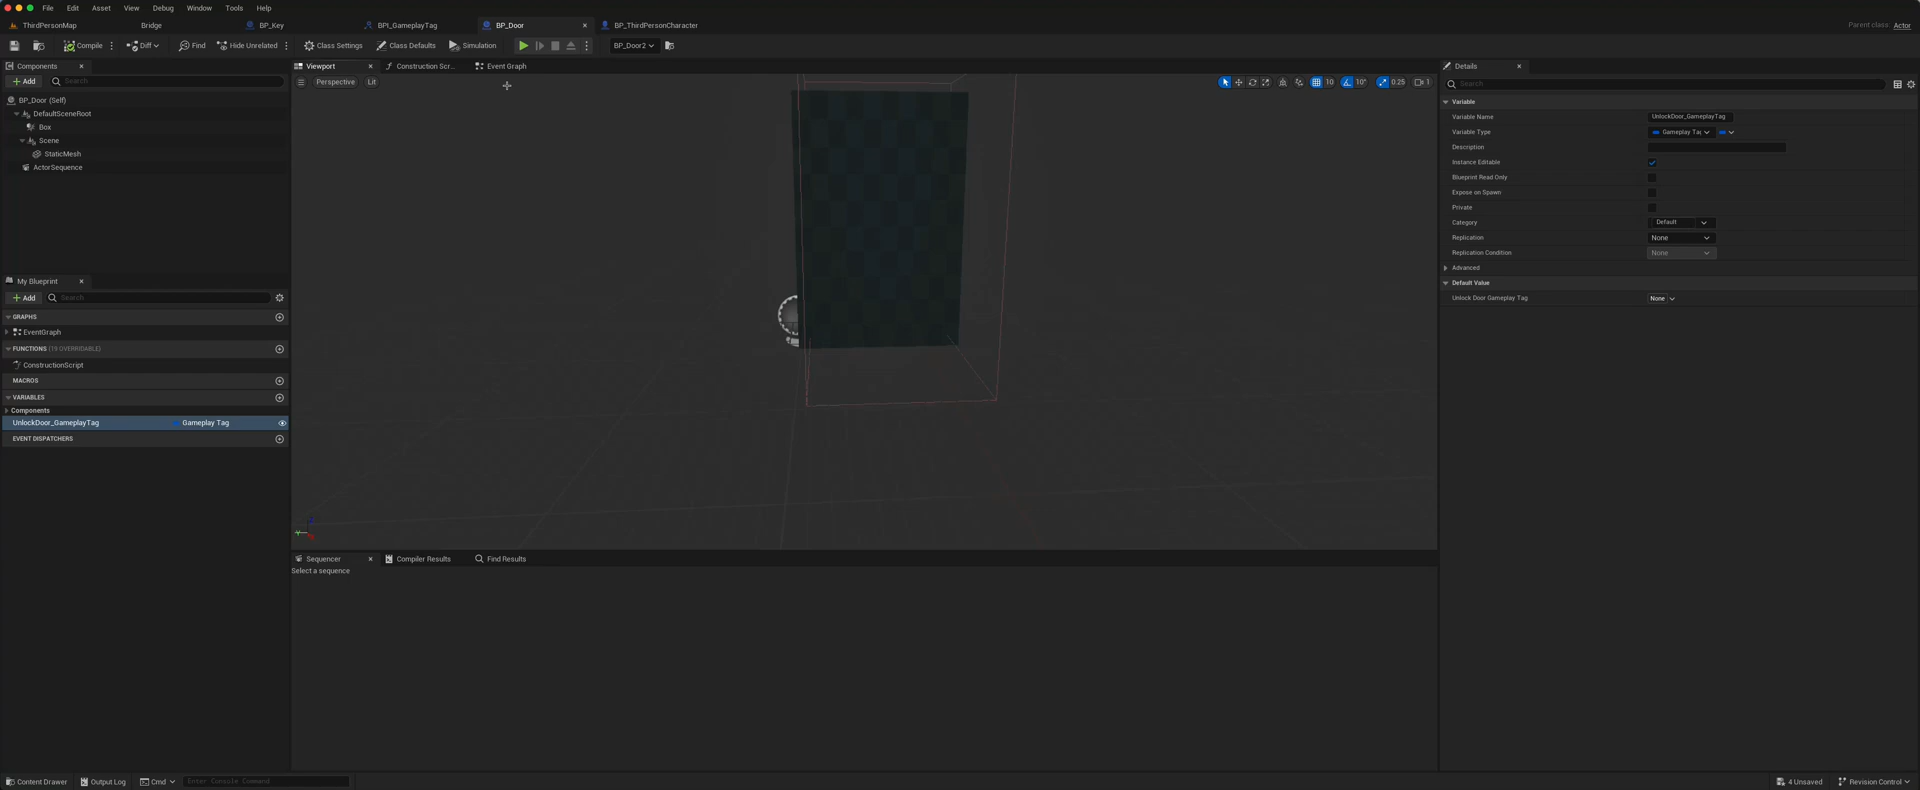 File Edit Asset View Debug Window Tools Help
ThirdPersonMap Bridge BP_Key BPI_GameplayTag BP_Door BP_ThirdPersonCharacter Parent class: Actor
Compile Diff Find Hide Unrelated Class Settings Class Defaults Simulation BP_Door2
Components
Add Search
BP_Door (Self)
DefaultSceneRoot
Box
Scene
StaticMesh
ActorSequence
My Blueprint
Add Search
GRAPHS
EventGraph
FUNCTIONS (19 OVERRIDABLE)
ConstructionScript
MACROS
VARIABLES
Components
UnlockDoor_GameplayTag Gameplay Tag
EVENT DISPATCHERS
Viewport Construction Scr... Event Graph
Perspective Lit 10 10° 0.25 1
Sequencer Compiler Results Find Results
Select a sequence
Details
Search
Variable
Variable Name UnlockDoor_GameplayTag
Variable Type Gameplay Tag
Description
Instance Editable
Blueprint Read Only
Expose on Spawn
Private
Category Default
Replication None
Replication Condition None
Advanced
Default Value
Unlock Door Gameplay Tag None
Content Drawer Output Log Cmd Enter Console Command 4 Unsaved Revision Control